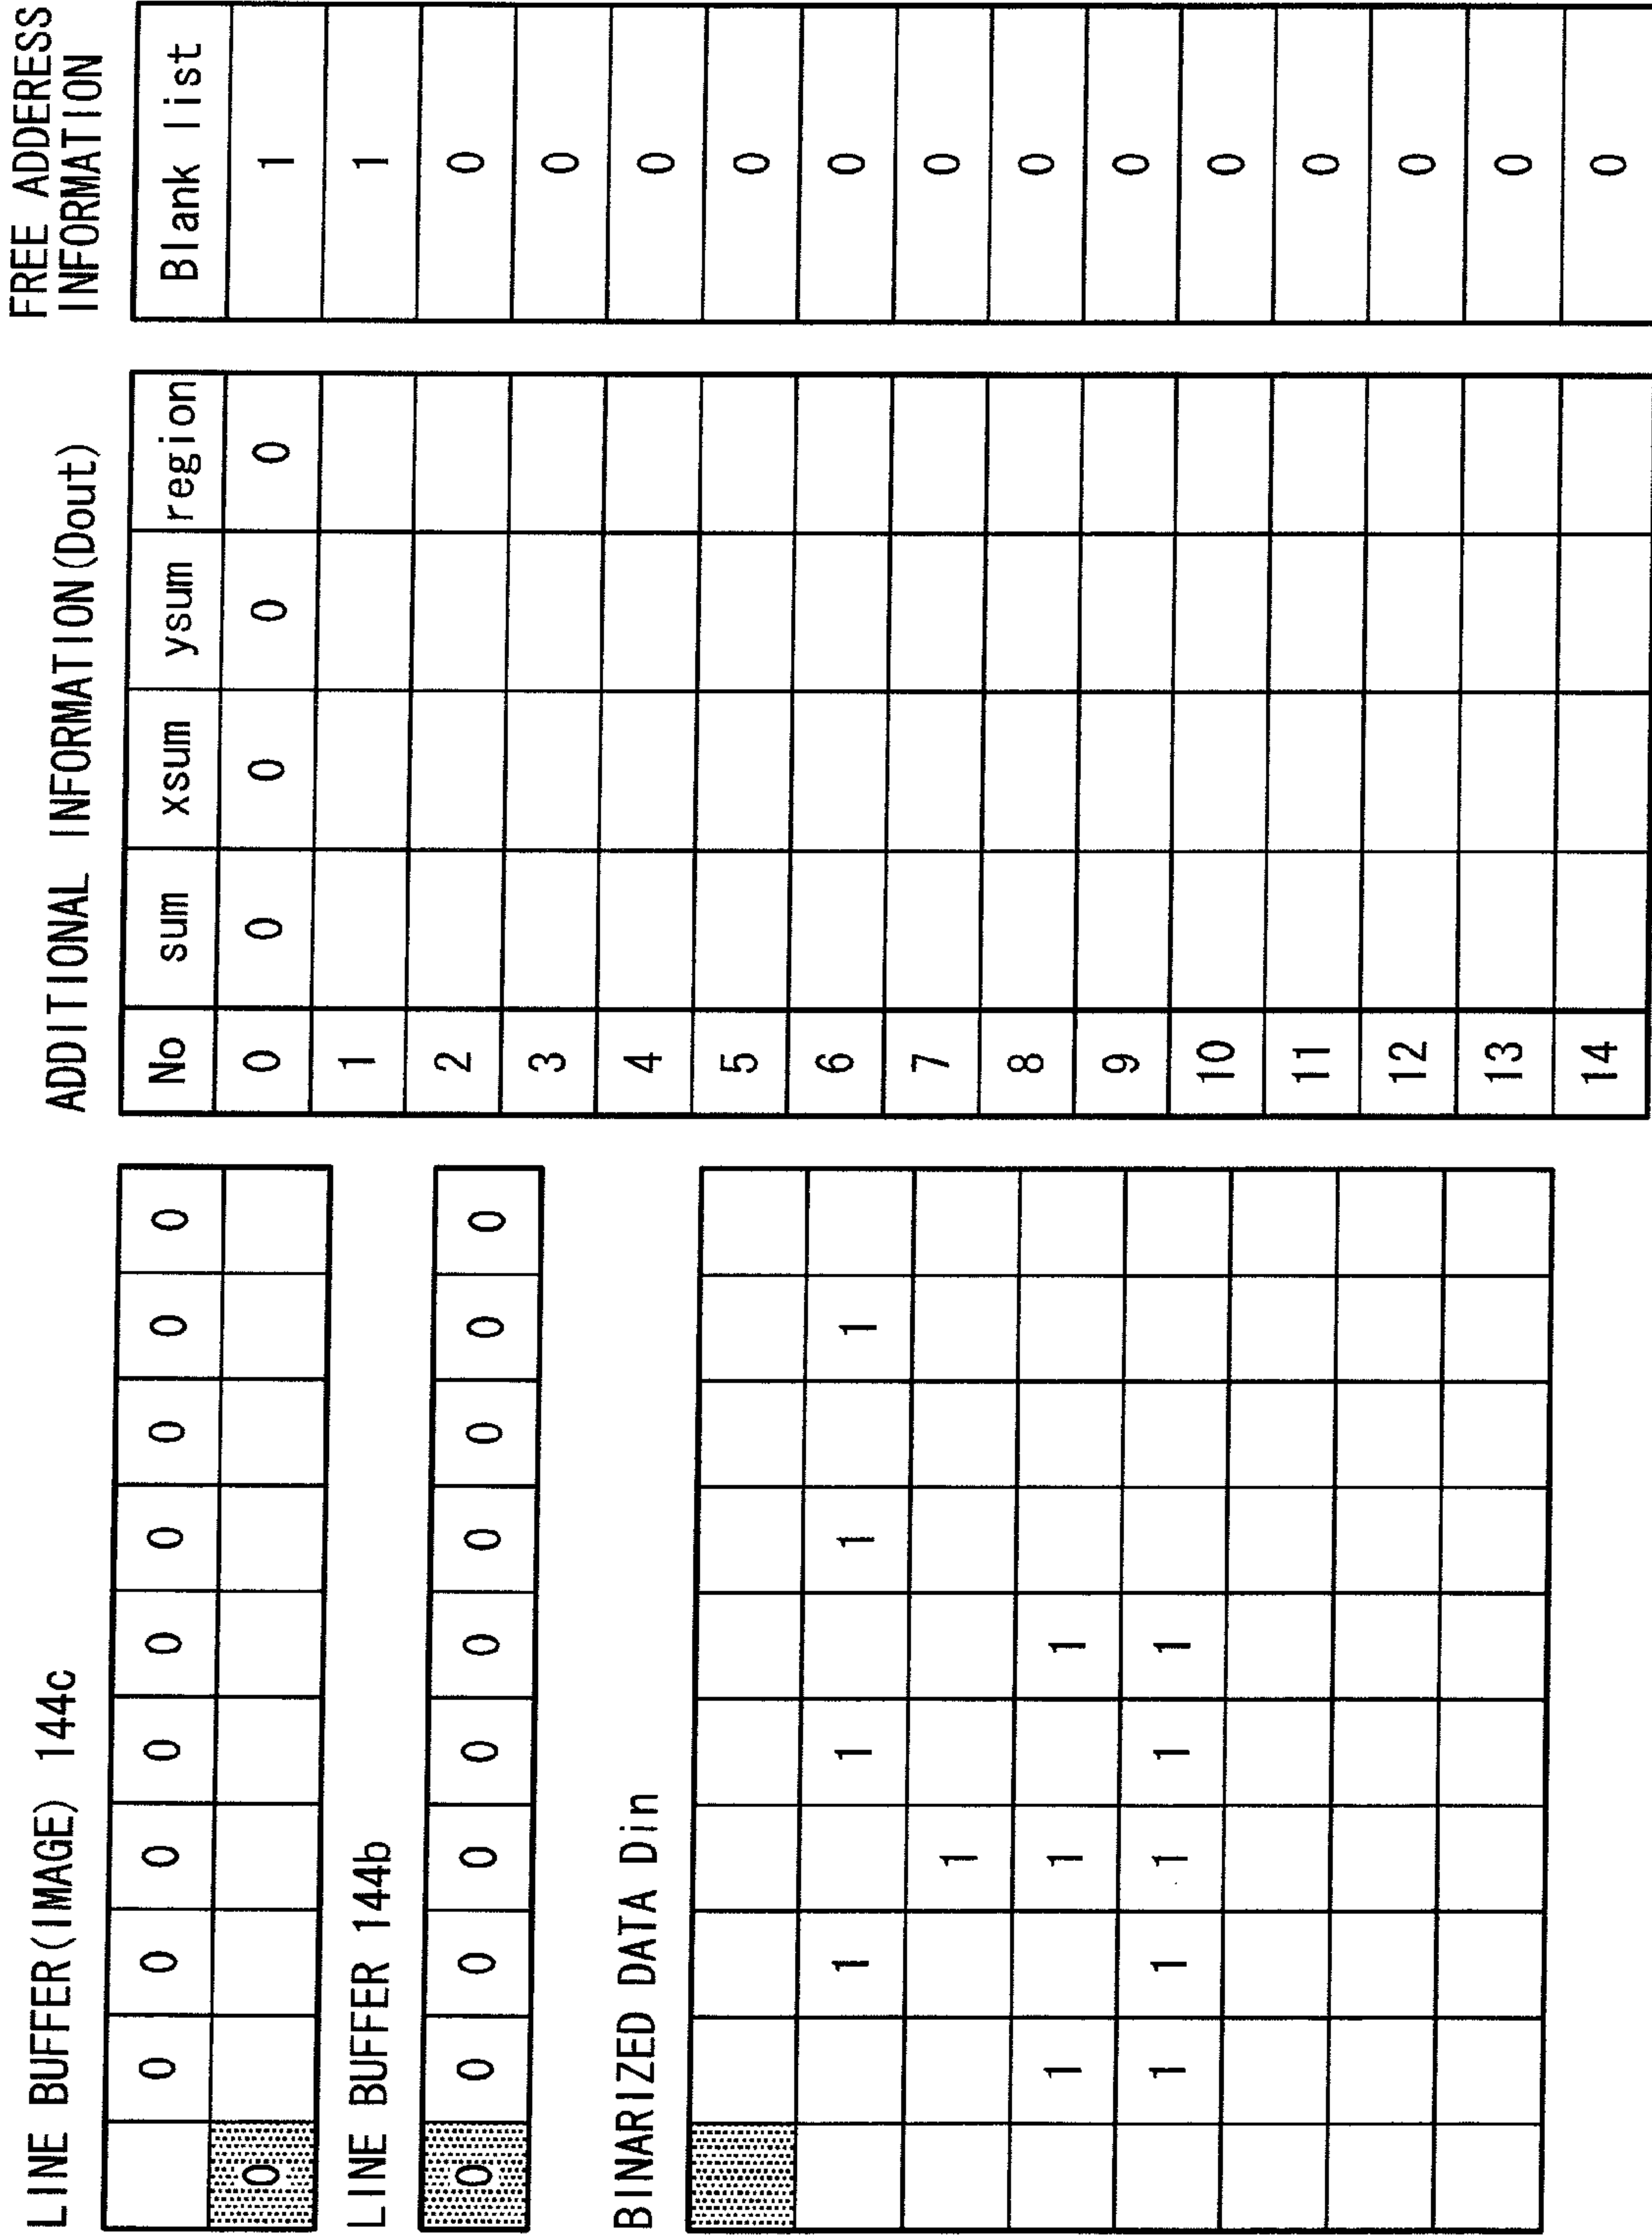 LINE BUFFER(IMAGE) 144c
0 0 0 0 0 0 0 0 0
0
LINE BUFFER 144b
0 0 0 0 0 0 0 0 0 0
BINARIZED DATA Din
1 1 1 1
1
1 1 1
1 1 1 1 1
ADDITIONAL INFORMATION(Dout)
No sum xsum ysum region
0 0 0 0 0
1
2
3
4
5
6
7
8
9
10
11
12
13
14
FREE ADDERESS
INFORMATION
Blank list
1
1
0
0
0
0
0
0
0
0
0
0
0
0
0